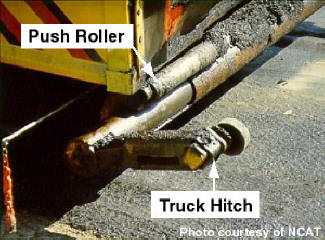 Push Roller
Truck Hitch
Photo courtesy of NCAT